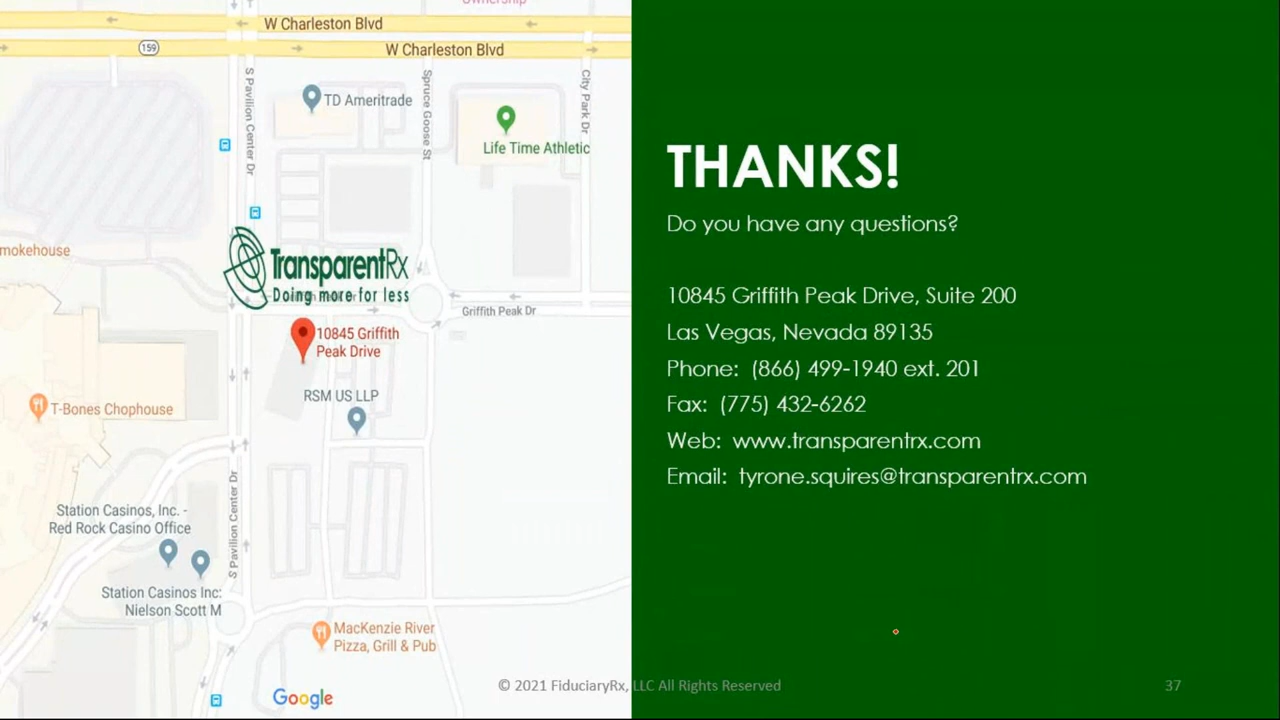 Ownership
W Charleston Blvd
159
W Charleston Blvd
S Pavilion Center Dr
Spruce Goose St
City Park Dr
TD Ameritrade
Life Time Athletic
mokehouse
TransparentRx
Doing more for less
Griffith Peak Dr
10845 Griffith
Peak Drive
RSM US LLP
T-Bones Chophouse
S Pavilion Center Dr
Station Casinos, Inc. -
Red Rock Casino Office
Station Casinos Inc:
Nielson Scott M
MacKenzie River
Pizza, Grill & Pub
Google
THANKS!
Do you have any questions?
10845 Griffith Peak Drive, Suite 200
Las Vegas, Nevada 89135
Phone: (866) 499-1940 ext. 201
Fax: (775) 432-6262
Web: www.transparentrx.com
Email: tyrone.squires@transparentrx.com
© 2021 FiduciaryRx, LLC All Rights Reserved
37